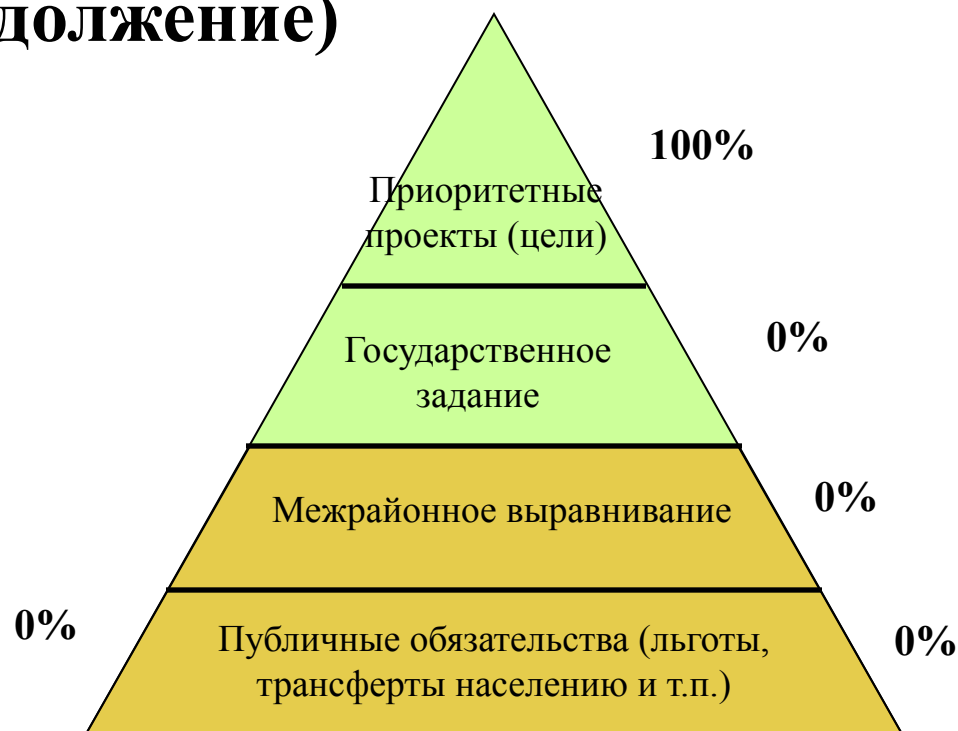 должение)
100%
Приоритетные
проекты (цели)
0%
Государственное
задание
0%
Межрайонное выравнивание
0%
Публичные обязательства (льготы,
трансферты населению и т.п.)
0%